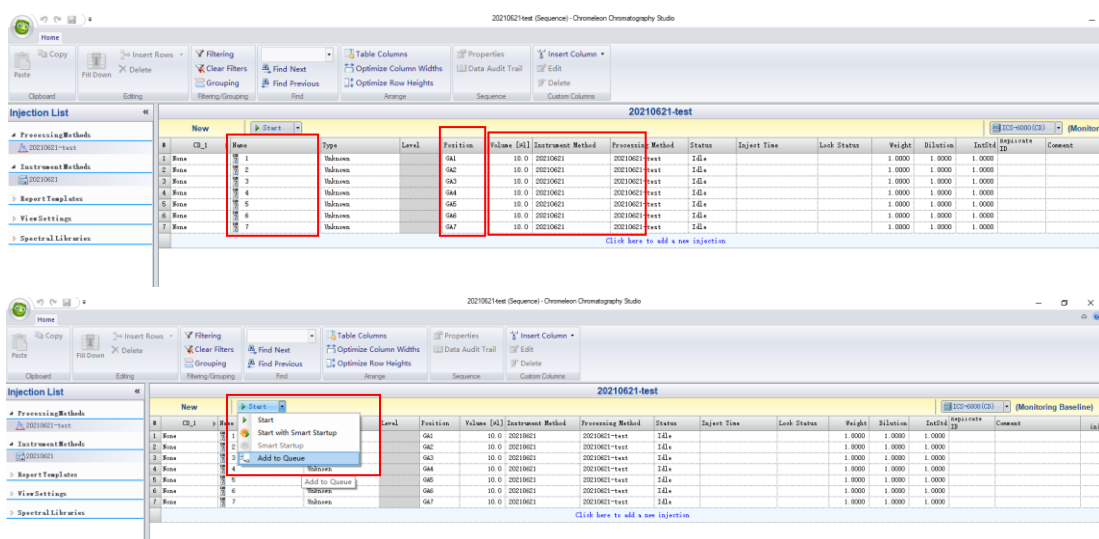 20210621-test (Sequence) - Chromeleon Chromatography Studio
Home
Copy Insert Rows Filtering Table Columns Properties Insert Column
Paste Fill Down Delete Clear Filters Find Next Optimize Column Widths Data Audit Trail Edit
Grouping Find Previous Optimize Row Heights Delete
Clipboard Editing Filtering/Grouping Find Arrange Sequence Custom Columns
Injection List « 20210621-test
New Start ICS-6000(CD) (Monitor
ProcessingMethods
20210621-test
InstrumentMethods
20210621
ReportTemplates
ViewSettings
SpectralLibraries
# CD_1 Name Type Level Position Volume [µl] Instrument Method Processing Method Status Inject Time Lock Status Weight Dilution IntStd Replicate ID Comment
1 None 1 Unknown GA1 10.0 20210621 20210621-test Idle 1.0000 1.0000 1.0000
2 None 2 Unknown GA2 10.0 20210621 20210621-test Idle 1.0000 1.0000 1.0000
3 None 3 Unknown GA3 10.0 20210621 20210621-test Idle 1.0000 1.0000 1.0000
4 None 4 Unknown GA4 10.0 20210621 20210621-test Idle 1.0000 1.0000 1.0000
5 None 5 Unknown GA5 10.0 20210621 20210621-test Idle 1.0000 1.0000 1.0000
6 None 6 Unknown GA6 10.0 20210621 20210621-test Idle 1.0000 1.0000 1.0000
7 None 7 Unknown GA7 10.0 20210621 20210621-test Idle 1.0000 1.0000 1.0000
Click here to add a new injection
20210621-test (Sequence) - Chromeleon Chromatography Studio
Home
Copy Insert Rows Filtering Table Columns Properties Insert Column
Paste Fill Down Delete Clear Filters Find Next Optimize Column Widths Data Audit Trail Edit
Grouping Find Previous Optimize Row Heights Delete
Clipboard Editing Filtering/Grouping Find Arrange Sequence Custom Columns
Injection List « 20210621-test
New Start ICS-6000(CD) (Monitoring Baseline)
ProcessingMethods
20210621-test
InstrumentMethods
20210621
ReportTemplates
ViewSettings
SpectralLibraries
Start
Start with Smart Startup
Smart Startup
Add to Queue
Add to Queue
# CD_1 Level Position Volume [µl] Instrument Method Processing Method Status Inject Time Lock Status Weight Dilution IntStd Replicate ID Comment
1 None 1 GA1 10.0 20210621 20210621-test Idle 1.0000 1.0000 1.0000
2 None 2 GA2 10.0 20210621 20210621-test Idle 1.0000 1.0000 1.0000
3 None 3 GA3 10.0 20210621 20210621-test Idle 1.0000 1.0000 1.0000
4 None 4 Unknown GA4 10.0 20210621 20210621-test Idle 1.0000 1.0000 1.0000
5 None 5 GA5 10.0 20210621 20210621-test Idle 1.0000 1.0000 1.0000
6 None 6 Unknown GA6 10.0 20210621 20210621-test Idle 1.0000 1.0000 1.0000
7 None 7 Unknown GA7 10.0 20210621 20210621-test Idle 1.0000 1.0000 1.0000
Click here to add a new injection